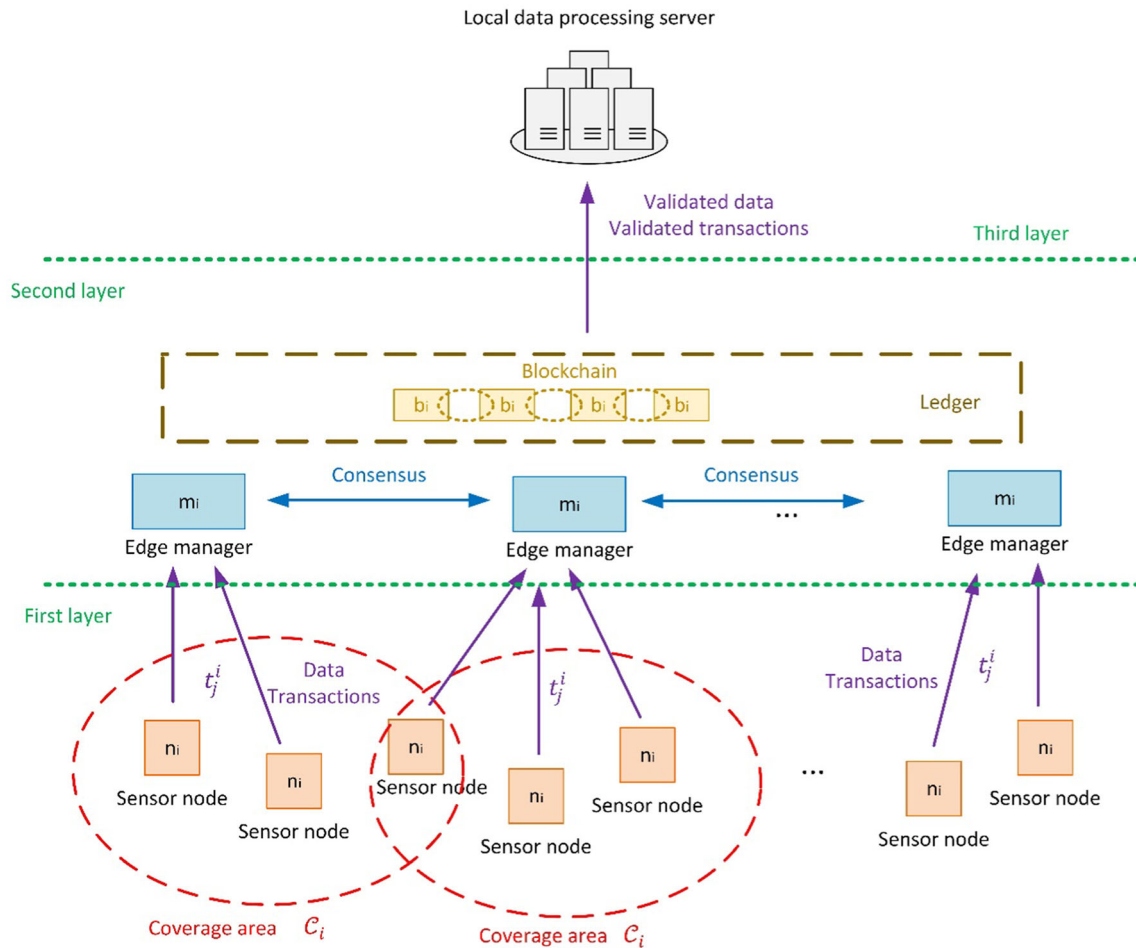 Local data processing server
Validated data
Validated transactions
Third layer
Second layer
Blockchain
bi bi bi bi
Ledger
mi
Consensus
mi
Consensus
...
mi
Edge manager
Edge manager
Edge manager
First layer
t_j^i
Data
Transactions
t_j^i
Data
Transactions
t_j^i
ni
Sensor node
ni
Sensor node
ni
Sensor node
ni
Sensor node
ni
Sensor node
...
ni
Sensor node
ni
Sensor node
Coverage area 𝒞i
Coverage area 𝒞i